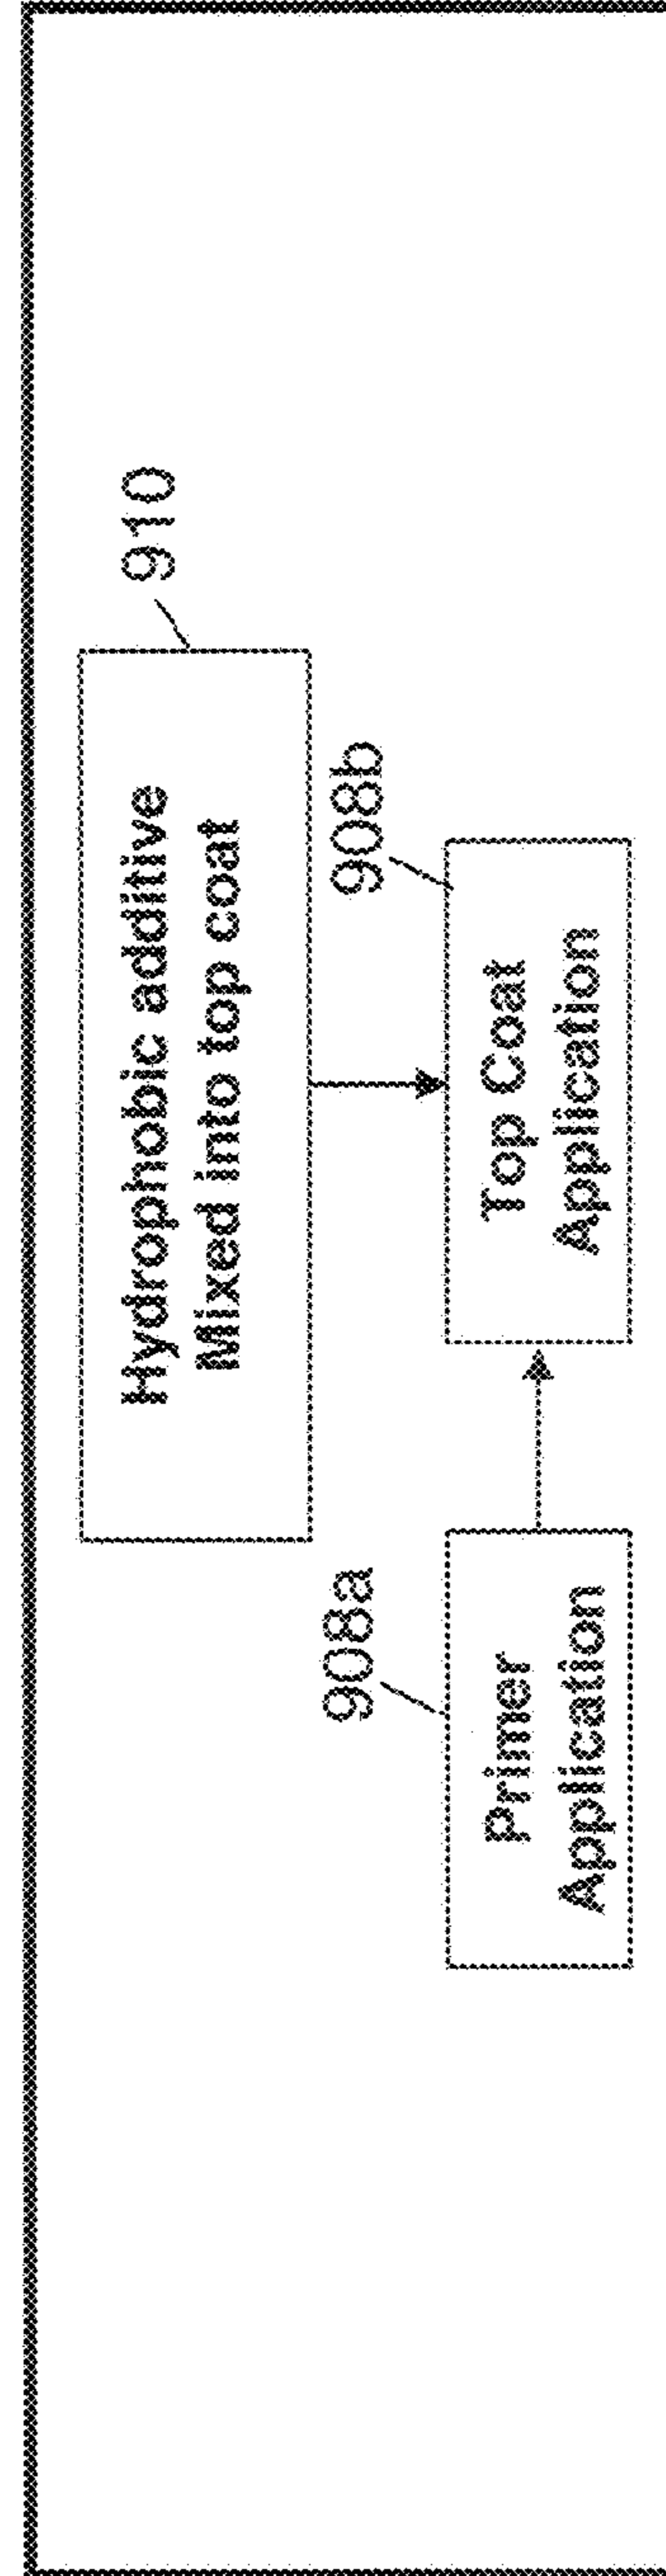 910
Hydrophobic additive
Mixed into top coat
908a
908b
Primer
Application
Top Coat
Application